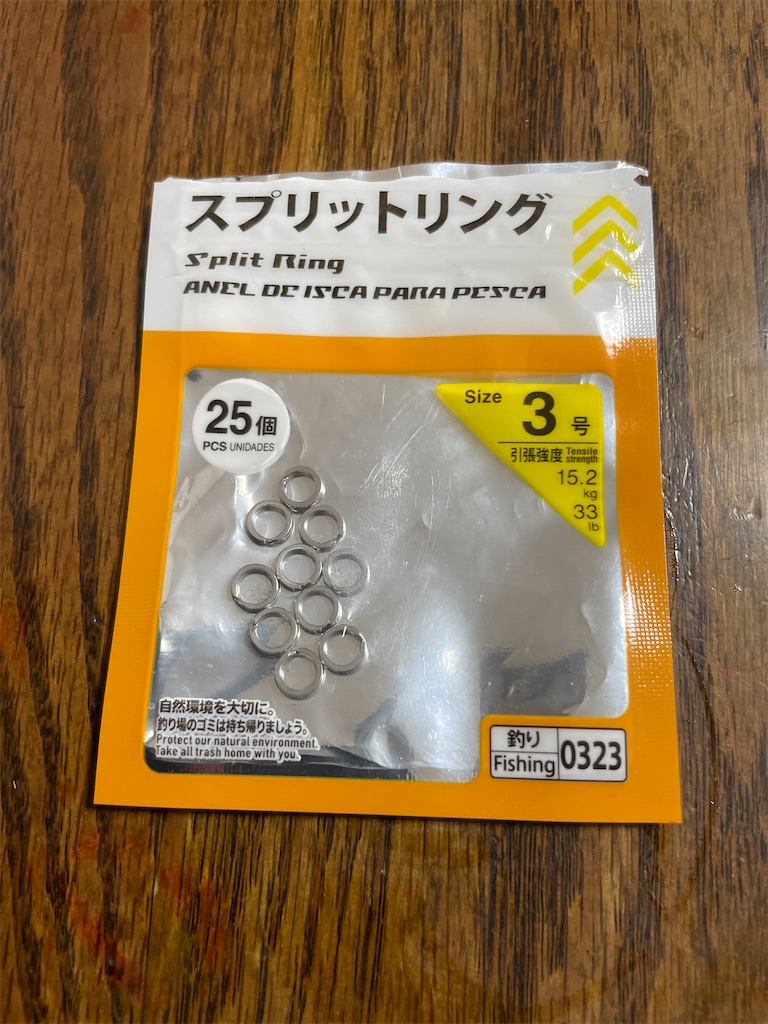 スプリットリング
Split Ring
ANEL DE ISCA PARA PESCA
25個
PCS UNIDADES
Size 3 号
引張強度 Tensile strength
15.2
kg
33
lb
自然環境を大切に。
釣り場のゴミは持ち帰りましょう。
Protect our natural environment.
Take all trash home with you.
釣り
Fishing
0323